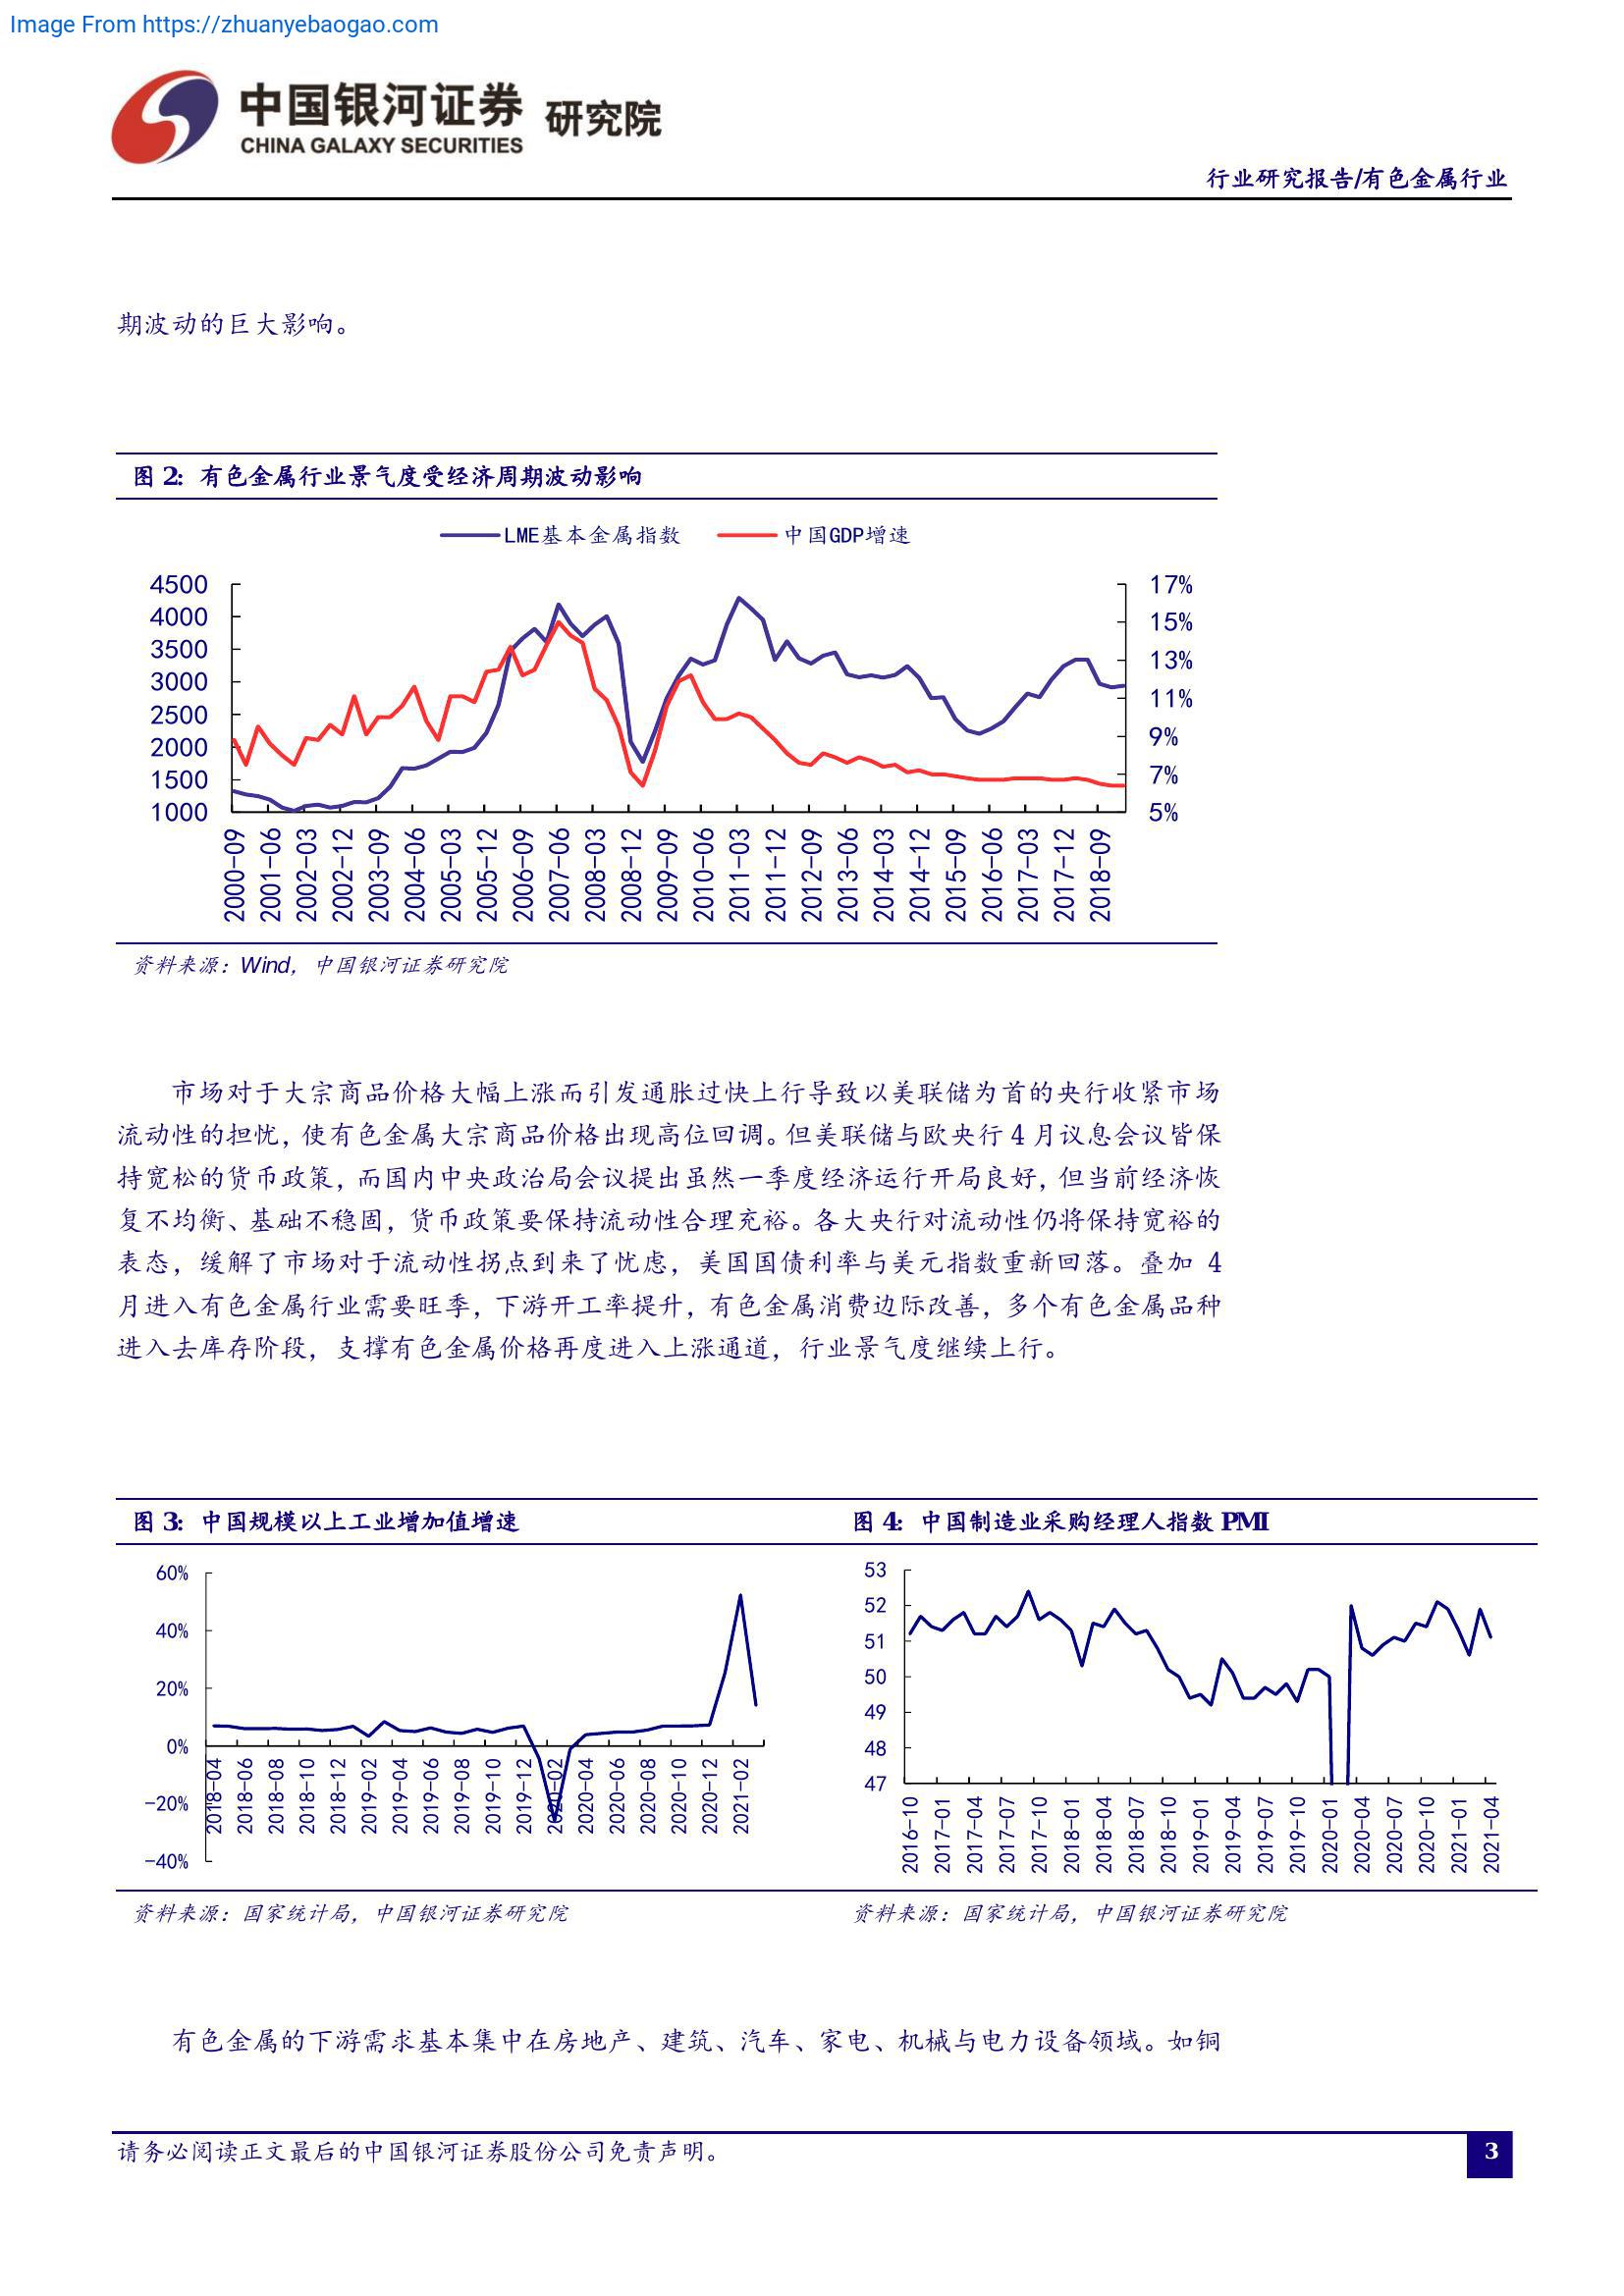 Image From https://zhuanyebaogao.com
中国银河证券 研究院
CHINA GALAXY SECURITIES
行业研究报告/有色金属行业
期波动的巨大影响。
图 2: 有色金属行业景气度受经济周期波动影响
LME基本金属指数 中国GDP增速
4500 17%
4000 15%
3500 13%
3000 11%
2500 9%
2000 7%
1500 5%
1000
2000-09 2001-06 2002-03 2002-12 2003-09 2004-06 2005-03 2005-12 2006-09 2007-06 2008-03 2008-12 2009-09 2010-06 2011-03 2011-12 2012-09 2013-06 2014-03 2014-12 2015-09 2016-06 2017-03 2017-12 2018-09
资料来源：Wind，中国银河证券研究院
市场对于大宗商品价格大幅上涨而引发通胀过快上行导致以美联储为首的央行收紧市场
流动性的担忧，使有色金属大宗商品价格出现高位回调。但美联储与欧央行 4 月议息会议皆保
持宽松的货币政策，而国内中央政治局会议提出虽然一季度经济运行开局良好，但当前经济恢
复不均衡、基础不稳固，货币政策要保持流动性合理充裕。各大央行对流动性仍将保持宽裕的
表态，缓解了市场对于流动性拐点到来了忧虑，美国国债利率与美元指数重新回落。叠加 4
月进入有色金属行业需要旺季，下游开工率提升，有色金属消费边际改善，多个有色金属品种
进入去库存阶段，支撑有色金属价格再度进入上涨通道，行业景气度继续上行。
图 3: 中国规模以上工业增加值增速
60%
40%
20%
0%
-20%
-40%
2018-04 2018-06 2018-08 2018-10 2018-12 2019-02 2019-04 2019-06 2019-08 2019-10 2019-12 2020-02 2020-04 2020-06 2020-08 2020-10 2020-12 2021-02
资料来源：国家统计局，中国银河证券研究院
图 4: 中国制造业采购经理人指数 PMI
53
52
51
50
49
48
47
2016-10 2017-01 2017-04 2017-07 2017-10 2018-01 2018-04 2018-07 2018-10 2019-01 2019-04 2019-07 2019-10 2020-01 2020-04 2020-07 2020-10 2021-01 2021-04
资料来源：国家统计局，中国银河证券研究院
有色金属的下游需求基本集中在房地产、建筑、汽车、家电、机械与电力设备领域。如铜
请务必阅读正文最后的中国银河证券股份公司免责声明。
3